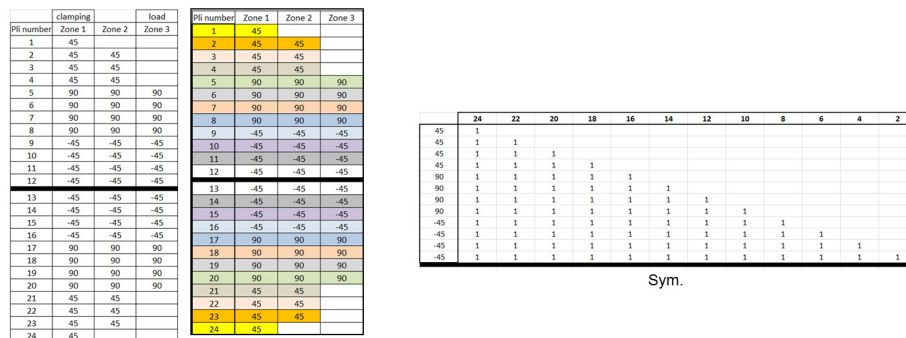 clamping load
Pli number Zone 1 Zone 2 Zone 3
1 45
2 45 45
3 45 45
4 45 45
5 90 90 90
6 90 90 90
7 90 90 90
8 90 90 90
9 -45 -45 -45
10 -45 -45 -45
11 -45 -45 -45
12 -45 -45 -45
13 -45 -45 -45
14 -45 -45 -45
15 -45 -45 -45
16 -45 -45 -45
17 90 90 90
18 90 90 90
19 90 90 90
20 90 90 90
21 45 45
22 45 45
23 45 45
24 45
Pli number Zone 1 Zone 2 Zone 3
1 45
2 45 45
3 45 45
4 45 45
5 90 90 90
6 90 90 90
7 90 90 90
8 90 90 90
9 -45 -45 -45
10 -45 -45 -45
11 -45 -45 -45
12 -45 -45 -45
13 -45 -45 -45
14 -45 -45 -45
15 -45 -45 -45
16 -45 -45 -45
17 90 90 90
18 90 90 90
19 90 90 90
20 90 90 90
21 45 45
22 45 45
23 45 45
24 45
24 22 20 18 16 14 12 10 8 6 4 2
45 1
45 1 1
45 1 1 1
45 1 1 1 1
90 1 1 1 1 1
90 1 1 1 1 1 1
90 1 1 1 1 1 1 1
90 1 1 1 1 1 1 1 1
-45 1 1 1 1 1 1 1 1 1
-45 1 1 1 1 1 1 1 1 1 1
-45 1 1 1 1 1 1 1 1 1 1 1
-45 1 1 1 1 1 1 1 1 1 1 1 1
Sym.